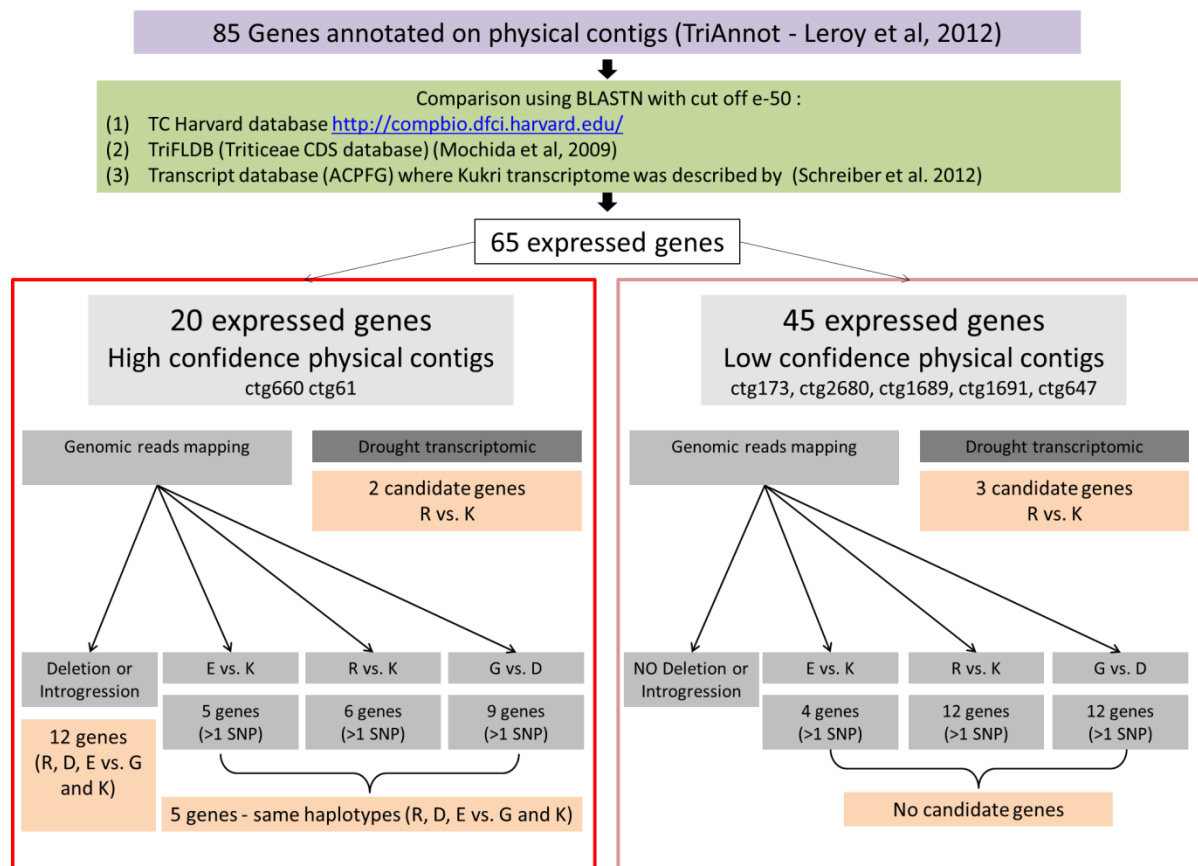 85 Genes annotated on physical contigs (TriAnnot - Leroy et al, 2012)
Comparison using BLASTN with cut off e-50 :
(1) TC Harvard database http://compbio.dfci.harvard.edu/
(2) TriFLDB (Triticeae CDS database) (Mochida et al, 2009)
(3) Transcript database (ACPFG) where Kukri transcriptome was described by (Schreiber et al. 2012)
65 expressed genes
20 expressed genes
High confidence physical contigs
ctg660 ctg61
Genomic reads mapping
Drought transcriptomic
2 candidate genes
R vs. K
Deletion or
Introgression
E vs. K
R vs. K
G vs. D
12 genes
(R, D, E vs. G
and K)
5 genes
(>1 SNP)
6 genes
(>1 SNP)
9 genes
(>1 SNP)
5 genes - same haplotypes (R, D, E vs. G and K)
45 expressed genes
Low confidence physical contigs
ctg173, ctg2680, ctg1689, ctg1691, ctg647
Genomic reads mapping
Drought transcriptomic
3 candidate genes
R vs. K
NO Deletion or
Introgression
E vs. K
R vs. K
G vs. D
4 genes
(>1 SNP)
12 genes
(>1 SNP)
12 genes
(>1 SNP)
No candidate genes